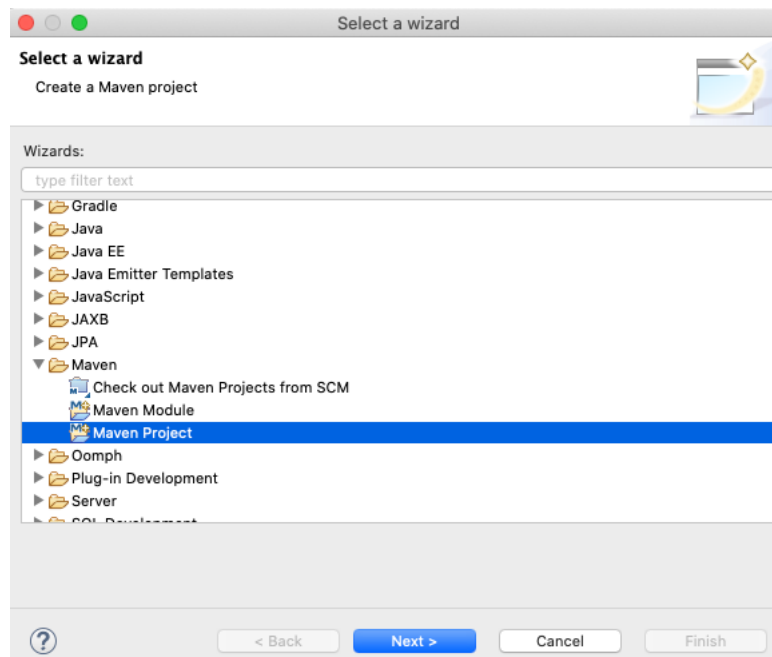 Select a wizard
Select a wizard
Create a Maven project
Wizards:
type filter text
Gradle
Java
Java EE
Java Emitter Templates
JavaScript
JAXB
JPA
Maven
Check out Maven Projects from SCM
Maven Module
Maven Project
Oomph
Plug-in Development
Server
SQL Development
? < Back Next > Cancel Finish